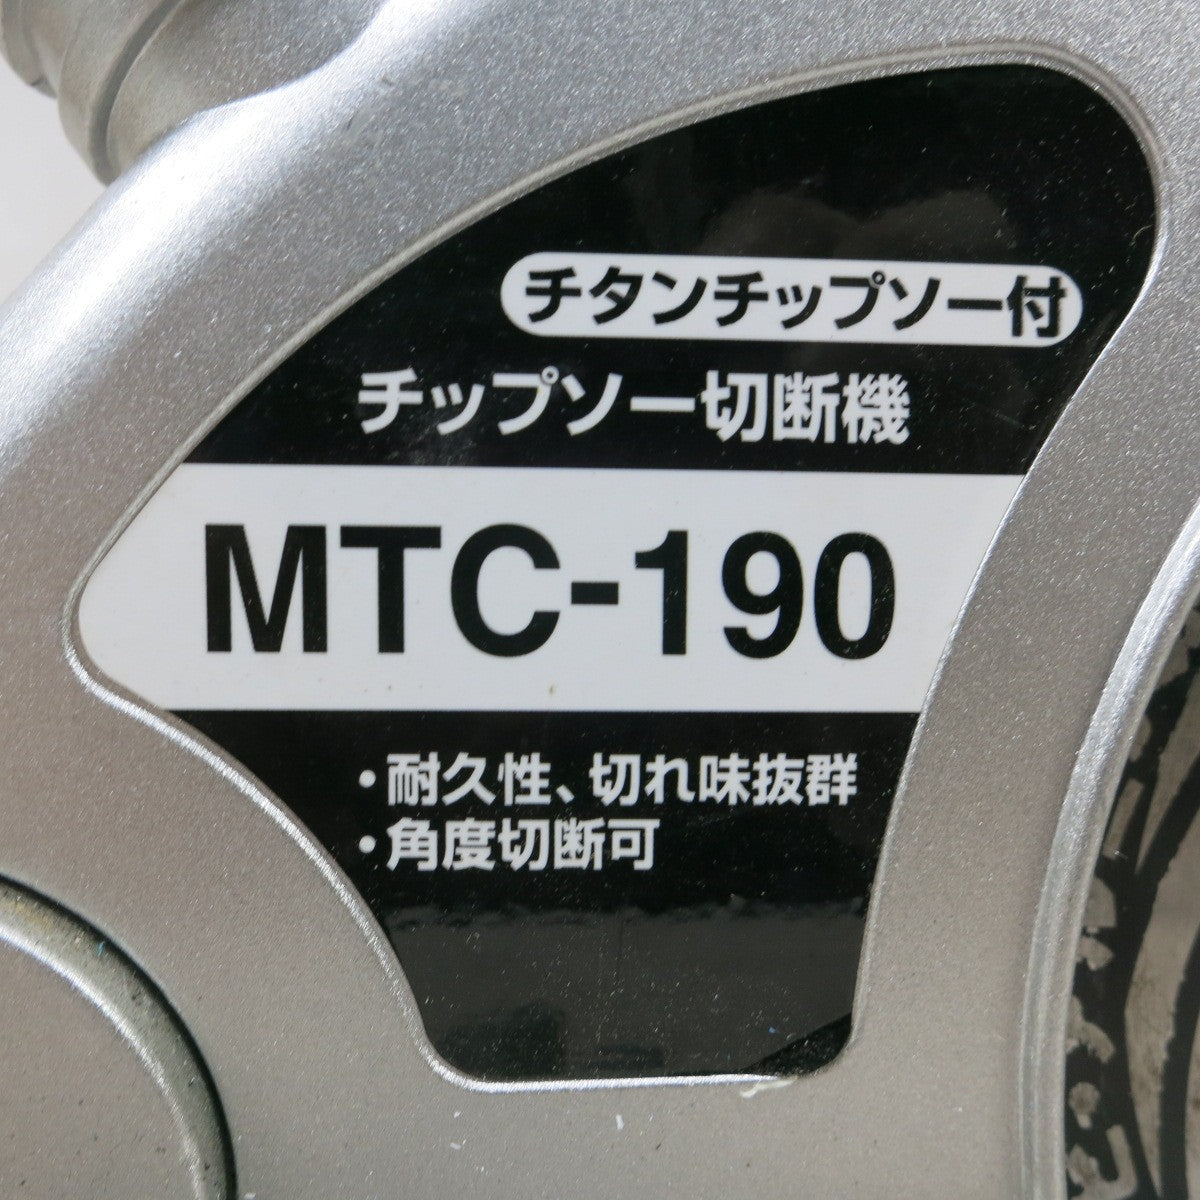 チタンチップソー付
チップソー切断機
MTC-190
・耐久性、切れ味抜群
・角度切断可